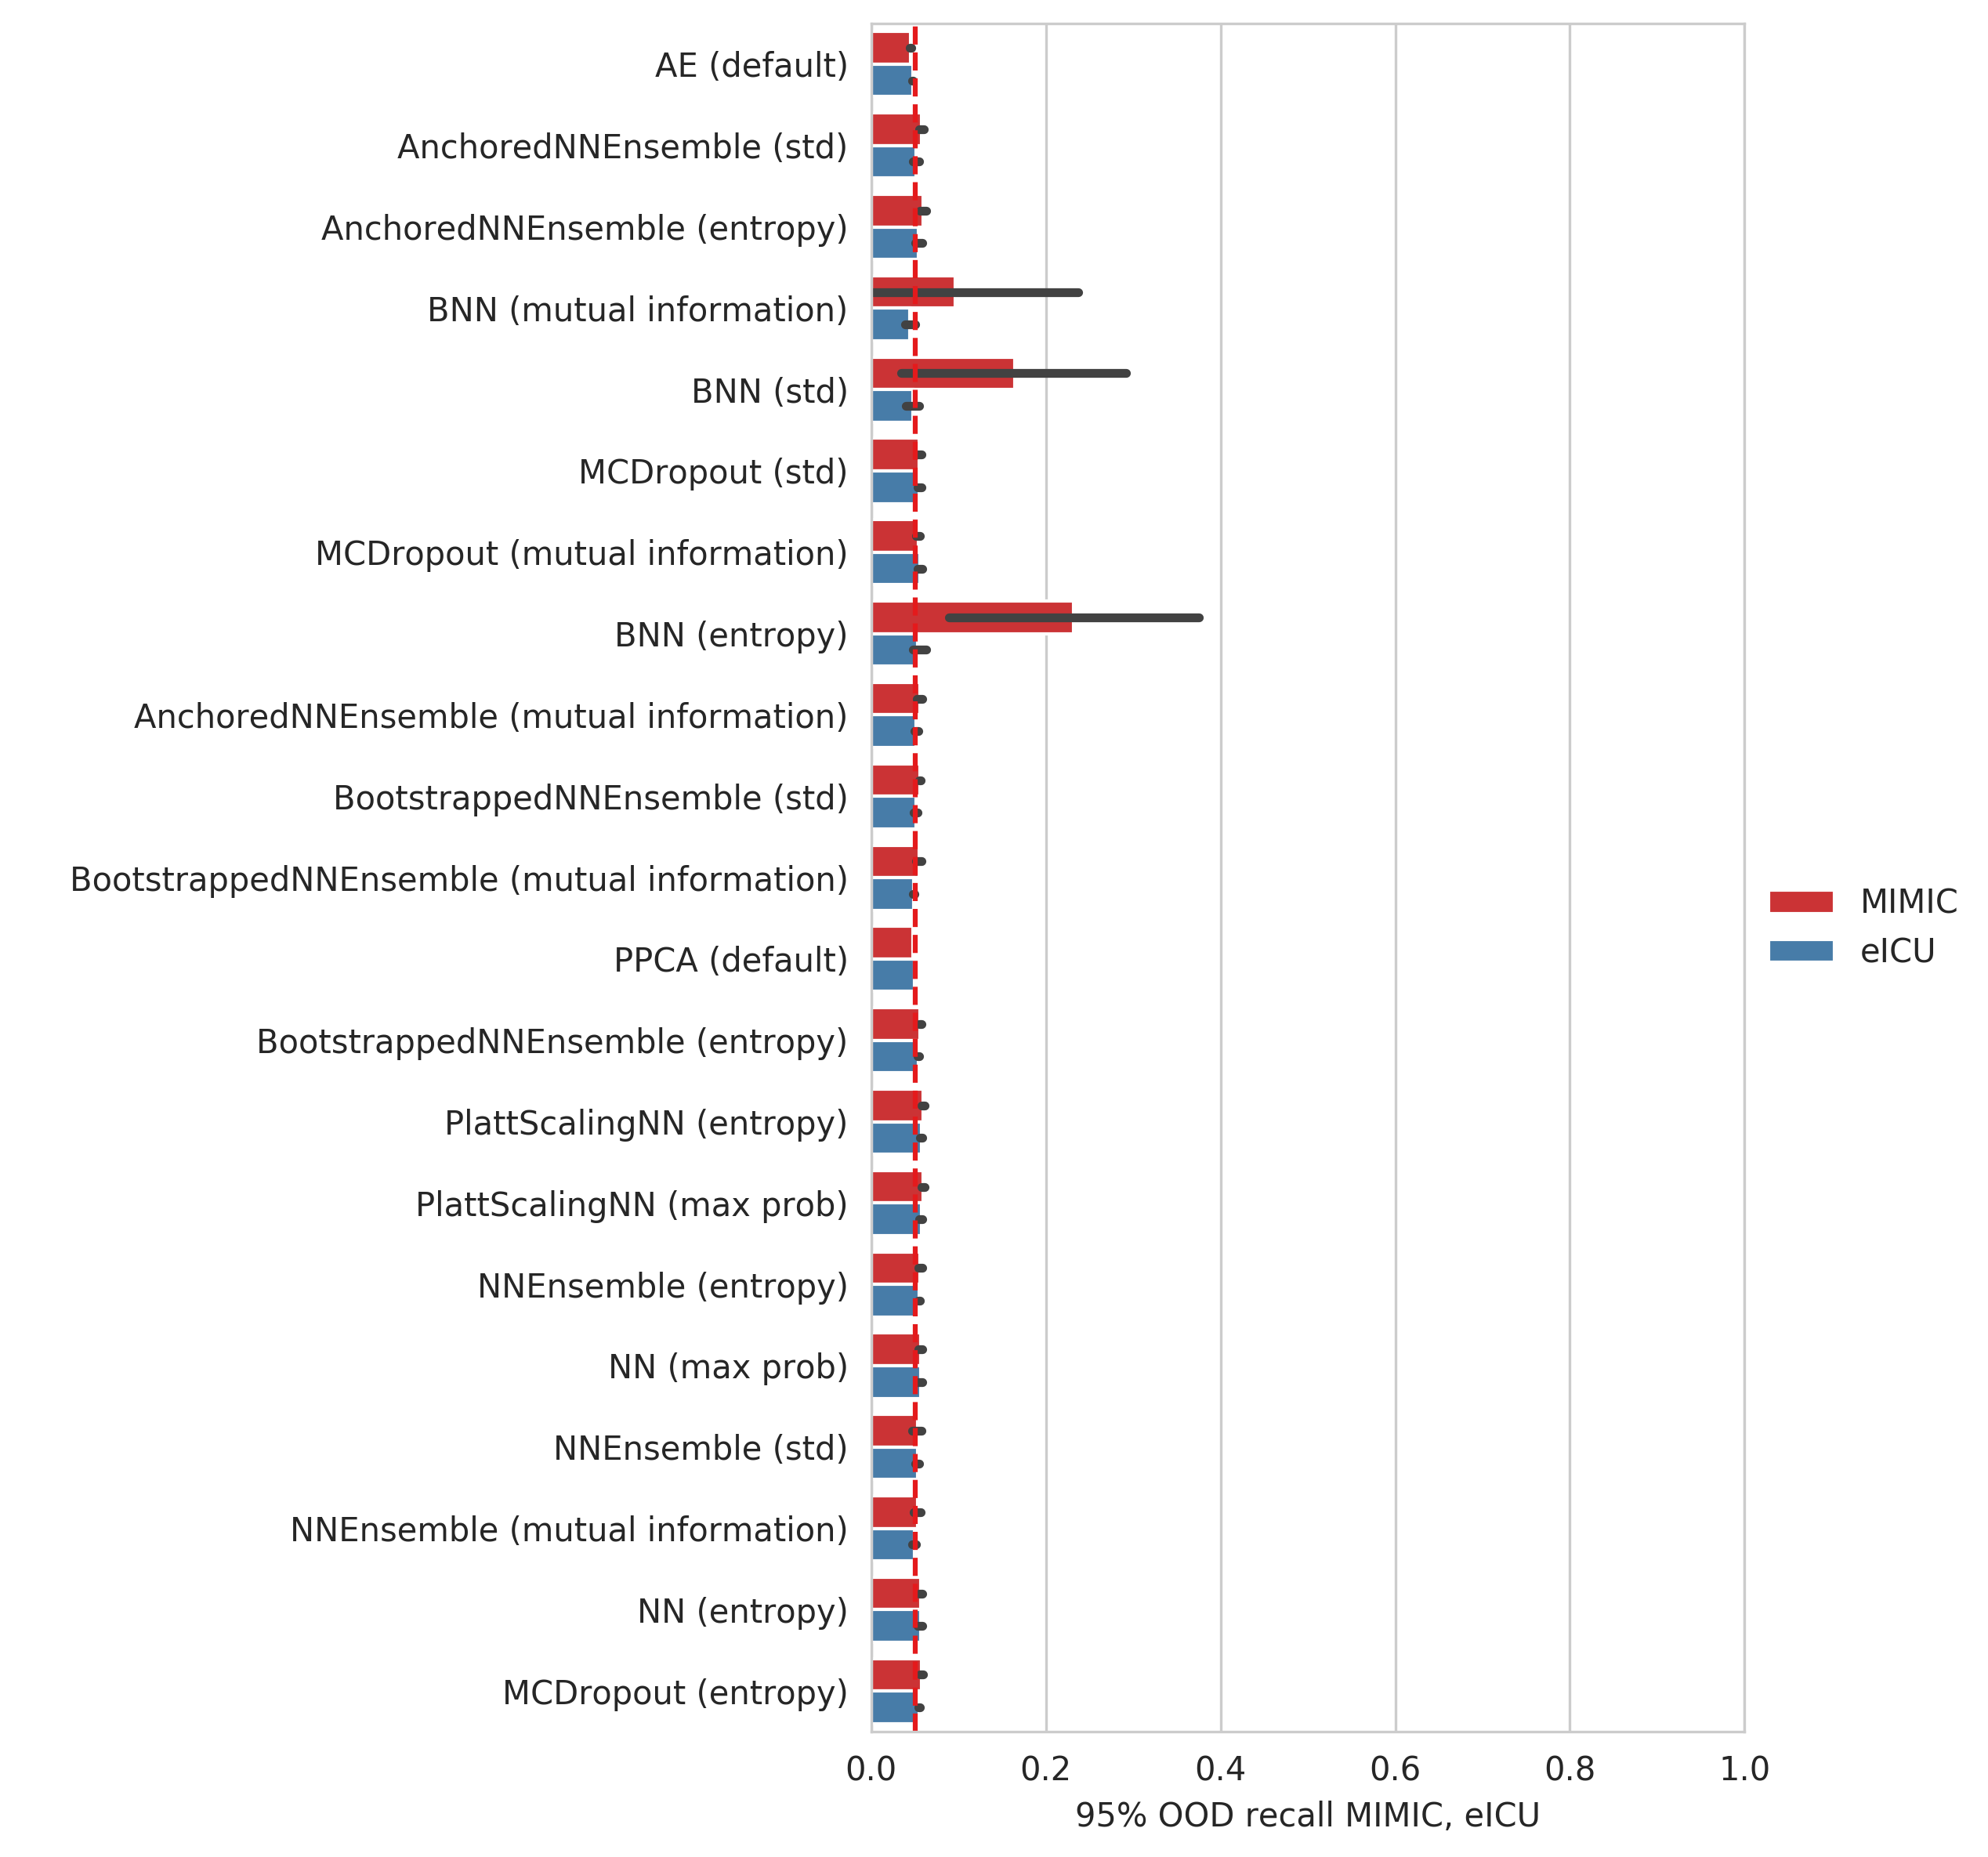 AE (default)
AnchoredNNEnsemble (std)
AnchoredNNEnsemble (entropy)
BNN (mutual information)
BNN (std)
MCDropout (std)
MCDropout (mutual information)
BNN (entropy)
AnchoredNNEnsemble (mutual information)
BootstrappedNNEnsemble (std)
BootstrappedNNEnsemble (mutual information)
PPCA (default)
BootstrappedNNEnsemble (entropy)
PlattScalingNN (entropy)
PlattScalingNN (max prob)
NNEnsemble (entropy)
NN (max prob)
NNEnsemble (std)
NNEnsemble (mutual information)
NN (entropy)
MCDropout (entropy)
0.0 0.2 0.4 0.6 0.8 1.0
95% OOD recall MIMIC, eICU
MIMIC
eICU